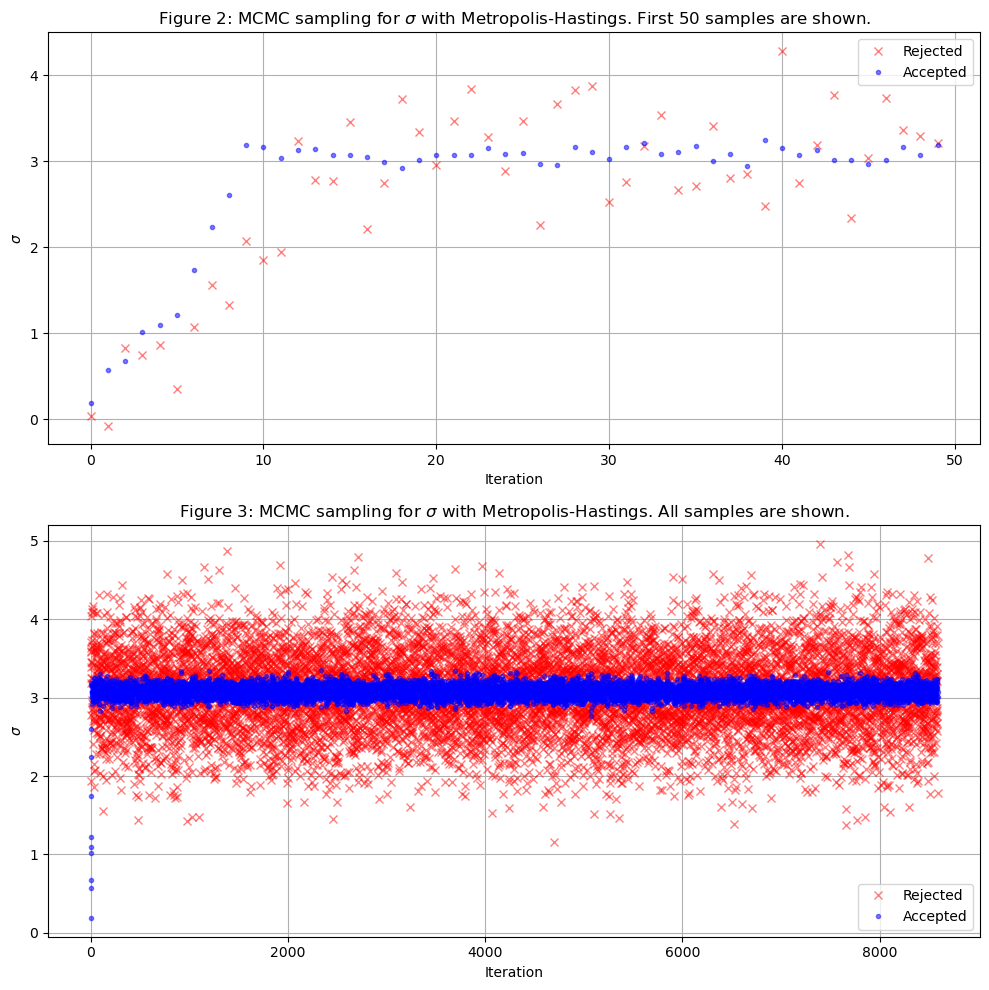 Figure 2: MCMC sampling for σ with Metropolis-Hastings. First 50 samples are shown.
Rejected
Accepted
4
3
2
1
0
σ
0 10 20 30 40 50
Iteration
Figure 3: MCMC sampling for σ with Metropolis-Hastings. All samples are shown.
5
4
3
2
1
0
σ
Rejected
Accepted
0 2000 4000 6000 8000
Iteration